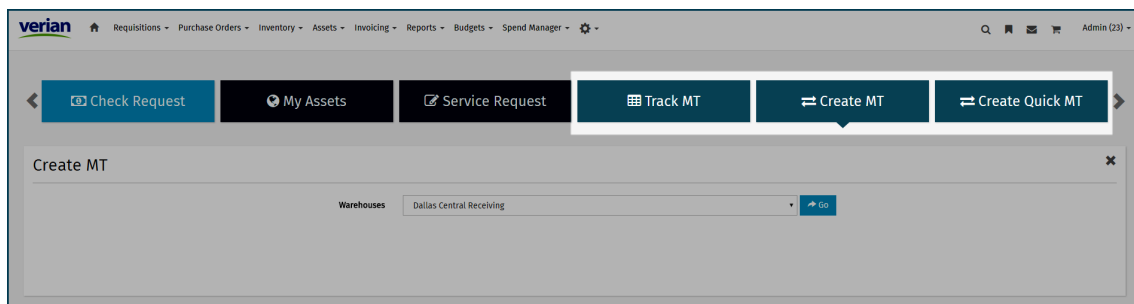 verian Requisitions Purchase Orders Inventory Assets Invoicing Reports Budgets Spend Manager Admin (23)
Check Request My Assets Service Request Track MT Create MT Create Quick MT
Create MT
Warehouses Dallas Central Receiving Go